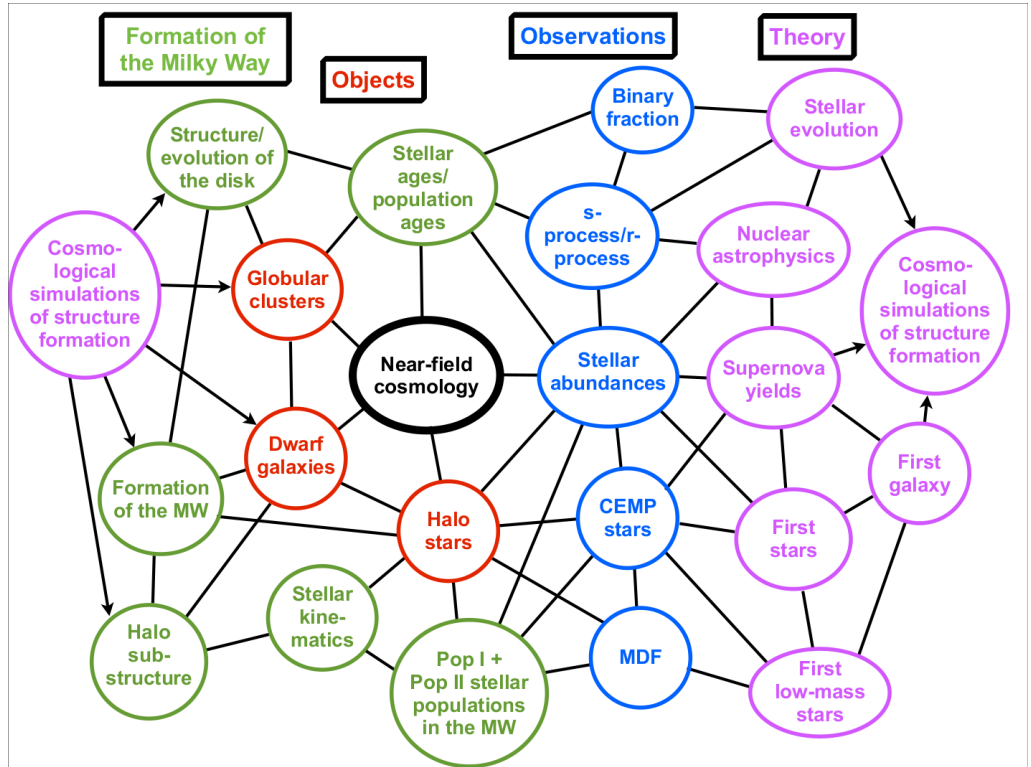 Formation of
the Milky Way
Objects
Observations
Theory
Structure/
evolution of
the disk
Stellar
ages/
population
ages
Binary
fraction
Stellar
evolution
s-
process/r-
process
Nuclear
astrophysics
Cosmo-
logical
simulations
of structure
formation
Globular
clusters
Cosmo-
logical
simulations
of structure
formation
Near-field
cosmology
Stellar
abundances
Supernova
yields
Dwarf
galaxies
First
galaxy
Formation
of the MW
Halo
stars
CEMP
stars
First
stars
Stellar
kine-
matics
Halo
sub-
structure
Pop I +
Pop II stellar
populations
in the MW
MDF
First
low-mass
stars